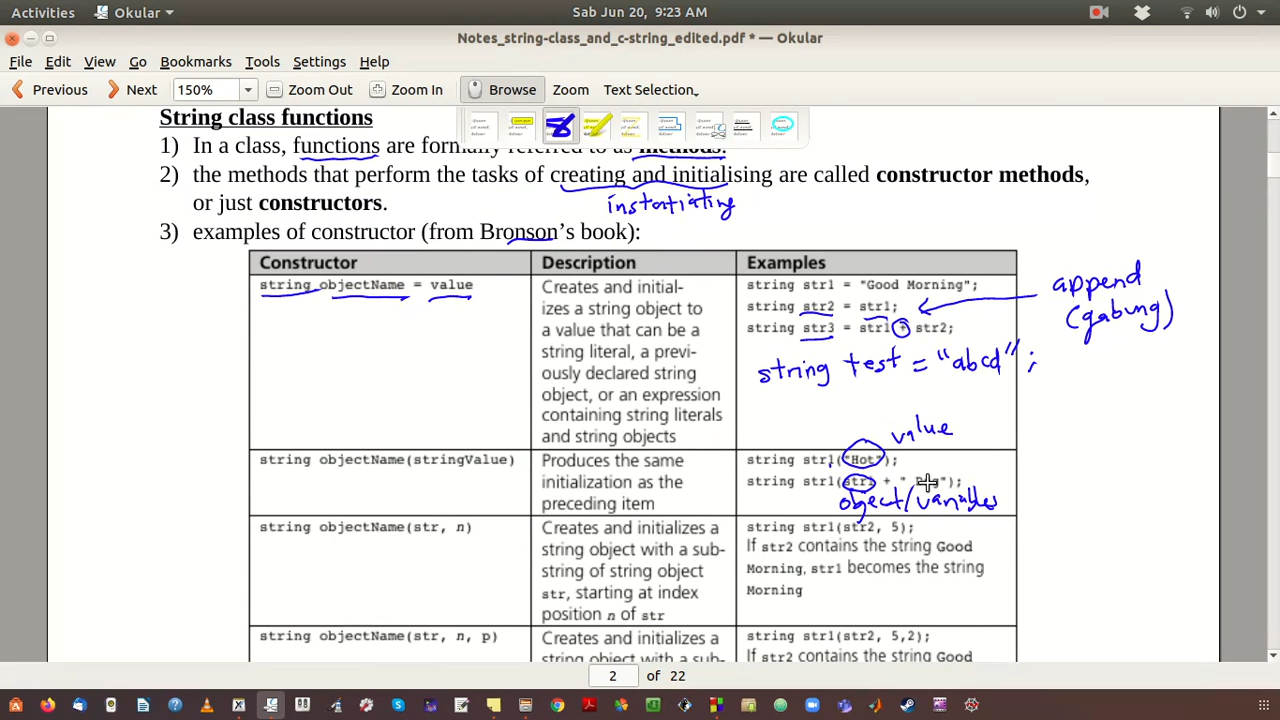 Activities Okular Sab Jun 20, 9:23 AM
Notes_string-class_and_c-string_edited.pdf * — Okular
File Edit View Go Bookmarks Tools Settings Help
Previous Next 150% Zoom Out Zoom In Browse Zoom Text Selection
String class functions
1) In a class, functions are formally referred to as methods.
2) the methods that perform the tasks of creating and initialising are called constructor methods,
or just constructors.
instantiating
3) examples of constructor (from Bronson's book):
Constructor Description Examples
string objectName = value
Creates and initial-
izes a string object to
a value that can be a
string literal, a previ-
ously declared string
object, or an expression
containing string literals
and string objects
string str1 = "Good Morning";
string str2 = str1;
string str3 = str1 + str2;
append
(gabung)
string test = "abcd";
string objectName(stringValue)
Produces the same
initialization as the
preceding item
value
string str1("Hot");
string str1(str1 + " ");
object/variables
string objectName(str, n)
Creates and initializes a
string object with a sub-
string of string object
str, starting at index
position n of str
string str1(str2, 5);
If str2 contains the string Good
Morning, str1 becomes the string
Morning
string objectName(str, n, p)
Creates and initializes a
string object with a sub-
string str1(str2, 5,2);
If str2 contains the string Good
2 of 22